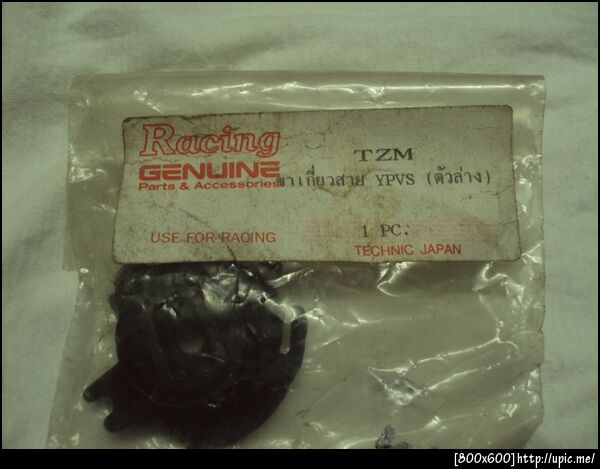 Racing
GENUINE
Parts & Accessories
TZM
ขาเกี่ยวสาย YPVS (ตัวล่าง)
USE FOR RACING
1 PC.
TECHNIC JAPAN
[800x600] http://upic.me/